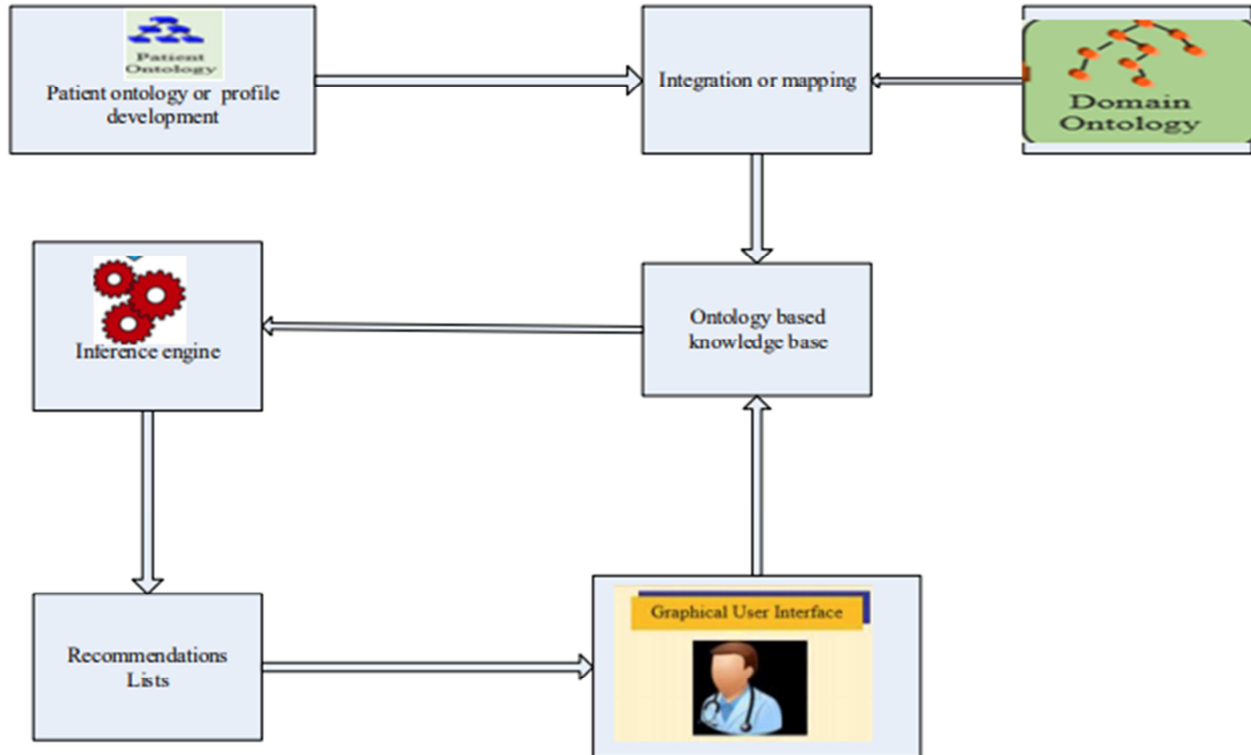 Patient
Ontology
Patient ontology or profile
development
Integration or mapping
Domain
Ontology
Inference engine
Ontology based
knowledge base
Recommendations
Lists
Graphical User Interface